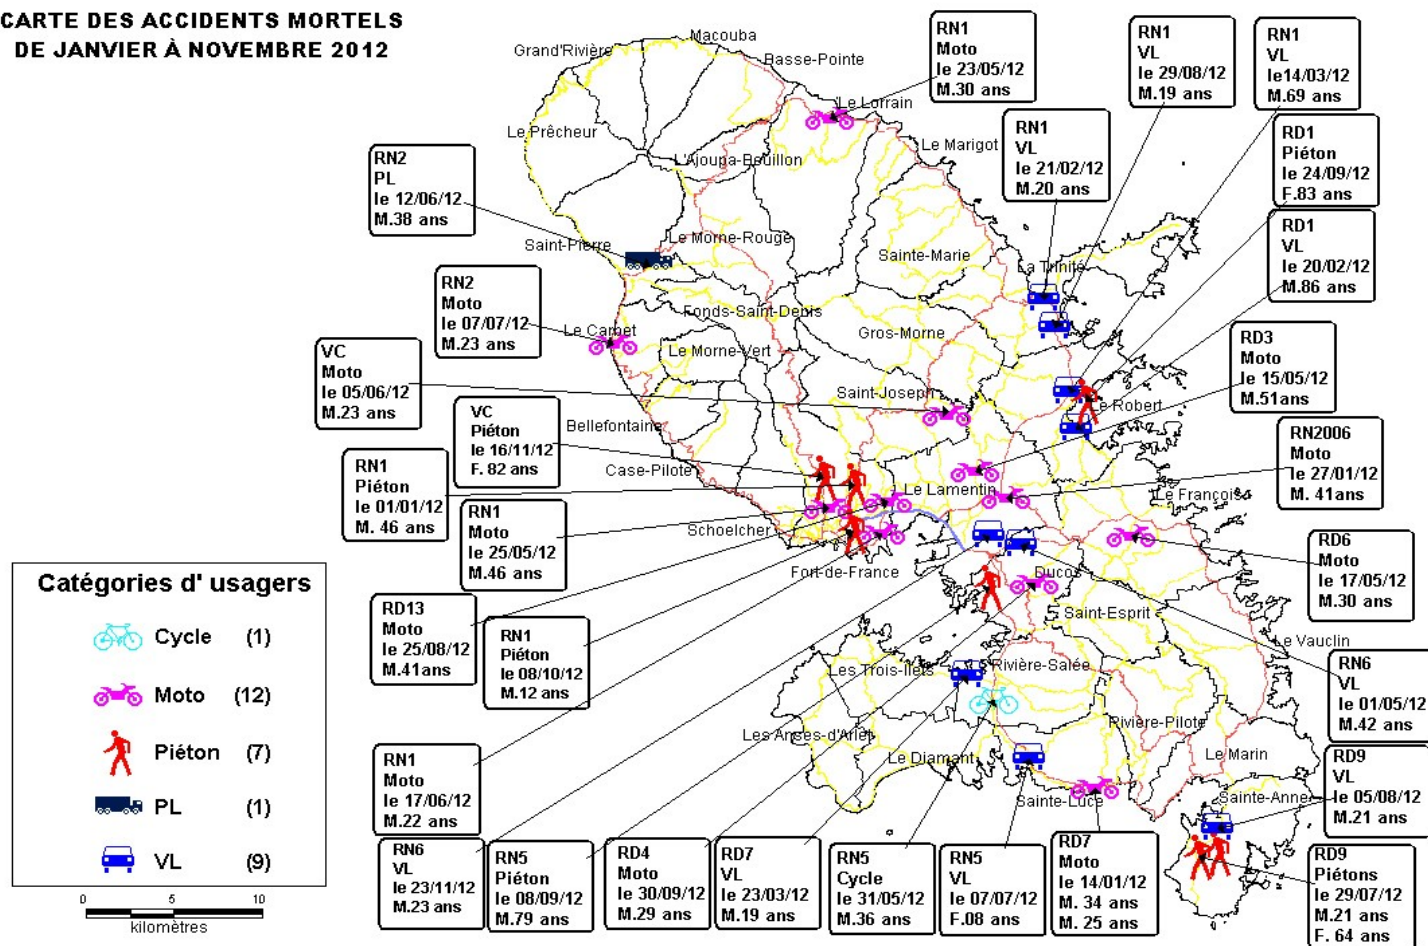 CARTE DES ACCIDENTS MORTELS
DE JANVIER À NOVEMBRE 2012
RN1
Moto
le 23/05/12
M.30 ans
RN1
VL
le 29/08/12
M.19 ans
RN1
VL
le14/03/12
M.69 ans
RN1
VL
le 21/02/12
M.20 ans
RD1
Piéton
le 24/09/12
F.83 ans
RD1
VL
le 20/02/12
M.86 ans
RN2
PL
le 12/06/12
M.38 ans
RN2
Moto
le 07/07/12
M.23 ans
VC
Moto
le 05/06/12
M.23 ans
RD3
Moto
le 15/05/12
M.51ans
VC
Piéton
le 16/11/12
F. 82 ans
RN2006
Moto
le 27/01/12
M. 41ans
RN1
Piéton
le 01/01/12
M. 46 ans
RN1
Moto
le 25/05/12
M.46 ans
RD6
Moto
le 17/05/12
M.30 ans
RD13
Moto
le 25/08/12
M.41ans
RN1
Piéton
le 08/10/12
M.12 ans
RN6
VL
le 01/05/12
M.42 ans
RN1
Moto
le 17/06/12
M.22 ans
RD9
VL
le 05/08/12
M.21 ans
RN6
VL
le 23/11/12
M.23 ans
RN5
Piéton
le 08/09/12
M.79 ans
RD4
Moto
le 30/09/12
M.29 ans
RD7
VL
le 23/03/12
M.19 ans
RN5
Cycle
le 31/05/12
M.36 ans
RN5
VL
le 07/07/12
F.08 ans
RD7
Moto
le 14/01/12
M. 34 ans
M. 25 ans
RD9
Piétons
le 29/07/12
M.21 ans
F. 64 ans
Macouba
Grand'Rivière
Basse-Pointe
Le Lorrain
Le Prêcheur
Le Marigot
L'Ajoupa-Bouillon
Saint-Pierre
Le Morne-Rouge
Sainte-Marie
La Trinité
Fonds-Saint-Denis
Le Carbet
Gros-Morne
Le Morne-Vert
Saint-Joseph
Le Robert
Bellefontaine
Case-Pilote
Le Lamentin
Le François
Schoelcher
Fort-de-France
Ducos
Saint-Esprit
Le Vauclin
Les Trois-Ilets
Rivière-Salée
Rivière-Pilote
Les Anses-d'Arlet
Le Diamant
Le Marin
Sainte-Luce
Sainte-Anne
Catégories d' usagers
Cycle (1)
Moto (12)
Piéton (7)
PL (1)
VL (9)
0 5 10
kilomètres